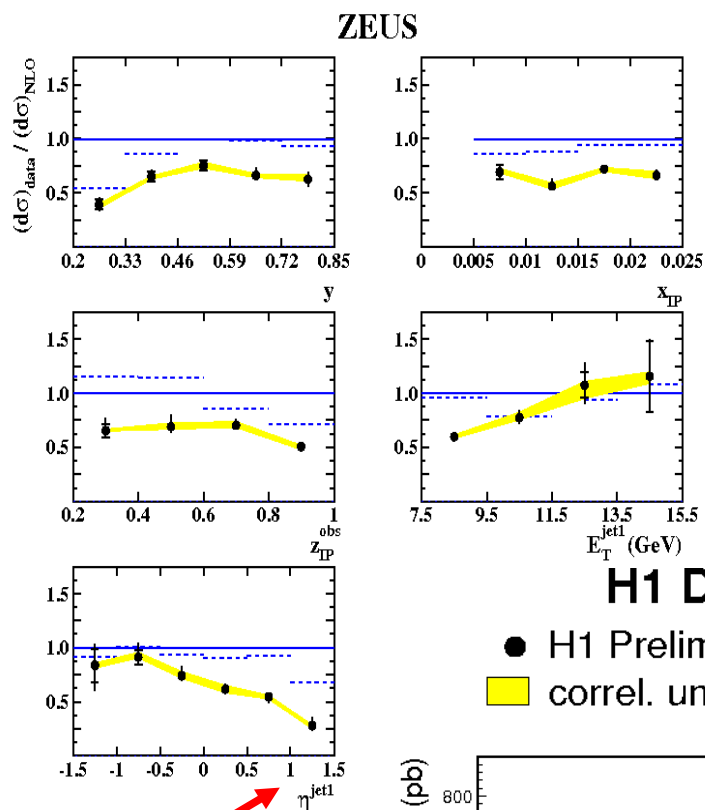 ZEUS
(dσ)data / (dσ)NLO
1.5
1.0
0.5
0.2 0.33 0.46 0.59 0.72 0.85
y
1.5
1.0
0.5
0 0.005 0.01 0.015 0.02 0.025
xIP
1.5
1.0
0.5
0.2 0.4 0.6 0.8 1
zIP obs
1.5
1.0
0.5
7.5 9.5 11.5 13.5 15.5
ET jet1 (GeV)
1.5
1.0
0.5
-1.5 -1 -0.5 0 0.5 1 1.5
η jet1
H1 D
H1 Prelim
correl. un
(pb)
800